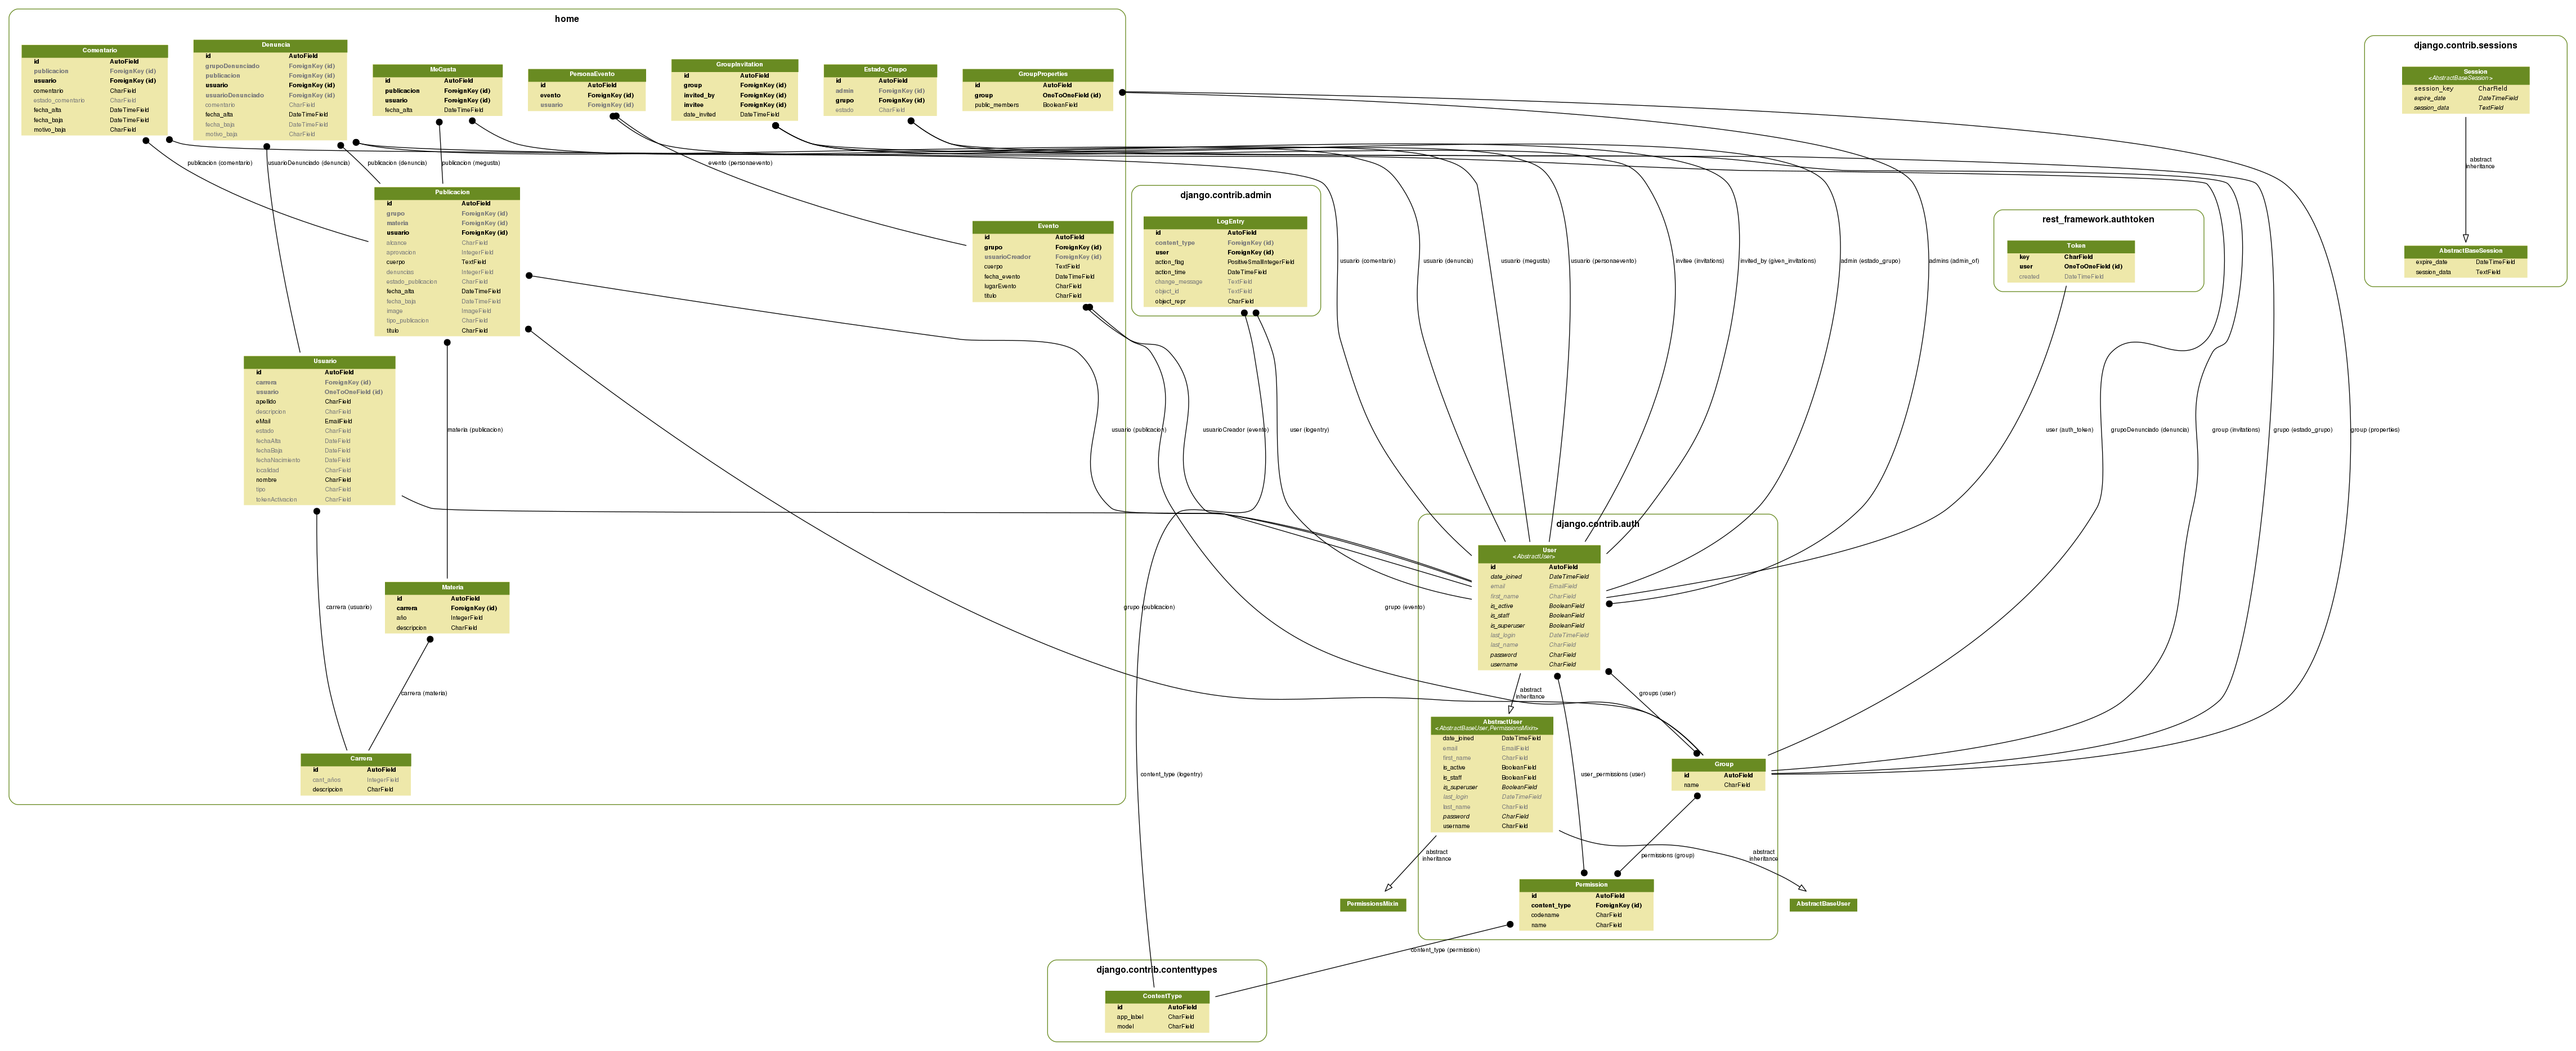 home
Comentario
id AutoField
publicacion ForeignKey (id)
usuario ForeignKey (id)
comentario CharField
estado_comentario CharField
fecha_alta DateTimeField
fecha_baja DateTimeField
motivo_baja CharField
Denuncia
id AutoField
grupoDenunciado ForeignKey (id)
publicacion ForeignKey (id)
usuario ForeignKey (id)
usuarioDenunciado ForeignKey (id)
comentario CharField
fecha_alta DateTimeField
fecha_baja DateTimeField
motivo_baja CharField
MeGusta
id AutoField
publicacion ForeignKey (id)
usuario ForeignKey (id)
fecha_alta DateTimeField
PersonaEvento
id AutoField
evento ForeignKey (id)
usuario ForeignKey (id)
GroupInvitation
id AutoField
group ForeignKey (id)
invited_by ForeignKey (id)
invitee ForeignKey (id)
date_invited DateTimeField
Estado_Grupo
id AutoField
admin ForeignKey (id)
grupo ForeignKey (id)
estado CharField
GroupProperties
id AutoField
group OneToOneField (id)
public_members BooleanField
django.contrib.sessions
Session
<AbstractBaseSession>
session_key CharField
expire_date DateTimeField
session_data TextField
abstract
inheritance
AbstractBaseSession
expire_date DateTimeField
session_data TextField
publicacion (comentario)
usuarioDenunciado (denuncia)
publicacion (denuncia)
publicacion (megusta)
evento (personaevento)
Publicacion
id AutoField
grupo ForeignKey (id)
materia ForeignKey (id)
usuario ForeignKey (id)
alcance CharField
aprovacion IntegerField
cuerpo TextField
denuncias IntegerField
estado_publicacion CharField
fecha_alta DateTimeField
fecha_baja DateTimeField
image ImageField
tipo_publicacion CharField
titulo CharField
Evento
id AutoField
grupo ForeignKey (id)
usuarioCreador ForeignKey (id)
cuerpo TextField
fecha_evento DateTimeField
lugarEvento CharField
titulo CharField
django.contrib.admin
LogEntry
id AutoField
content_type ForeignKey (id)
user ForeignKey (id)
action_flag PositiveSmallIntegerField
action_time DateTimeField
change_message TextField
object_id TextField
object_repr CharField
rest_framework.authtoken
Token
key CharField
user OneToOneField (id)
created DateTimeField
usuario (comentario)
usuario (denuncia)
usuario (megusta)
usuario (personaevento)
invitee (invitations)
invited_by (given_invitations)
admin (estado_grupo)
admins (admin_of)
Usuario
id AutoField
carrera ForeignKey (id)
usuario OneToOneField (id)
apellido CharField
descripcion CharField
eMail EmailField
estado CharField
fechaAlta DateField
fechaBaja DateField
fechaNacimiento DateField
localidad CharField
nombre CharField
tipo CharField
tokenActivacion CharField
materia (publicacion)
usuario (publicacion)
usuarioCreador (evento)
user (logentry)
user (auth_token)
grupoDenunciado (denuncia)
group (invitations)
grupo (estado_grupo)
group (properties)
django.contrib.auth
User
<AbstractUser>
id AutoField
date_joined DateTimeField
email EmailField
first_name CharField
is_active BooleanField
is_staff BooleanField
is_superuser BooleanField
last_login DateTimeField
last_name CharField
password CharField
username CharField
Materia
id AutoField
carrera ForeignKey (id)
año IntegerField
descripcion CharField
carrera (usuario)
grupo (publicacion)
grupo (evento)
carrera (materia)
abstract
inheritance
groups (user)
AbstractUser
<AbstractBaseUser,PermissionsMixin>
date_joined DateTimeField
email EmailField
first_name CharField
is_active BooleanField
is_staff BooleanField
is_superuser BooleanField
last_login DateTimeField
last_name CharField
password CharField
username CharField
Carrera
id AutoField
cant_años IntegerField
descripcion CharField
content_type (logentry)
user_permissions (user)
Group
id AutoField
name CharField
abstract
inheritance
permissions (group)
abstract
inheritance
PermissionsMixin
Permission
id AutoField
content_type ForeignKey (id)
codename CharField
name CharField
AbstractBaseUser
content_type (permission)
django.contrib.contenttypes
ContentType
id AutoField
app_label CharField
model CharField